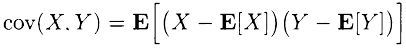 cov(X, Y) = E[(X − E[X])(Y − E[Y])]